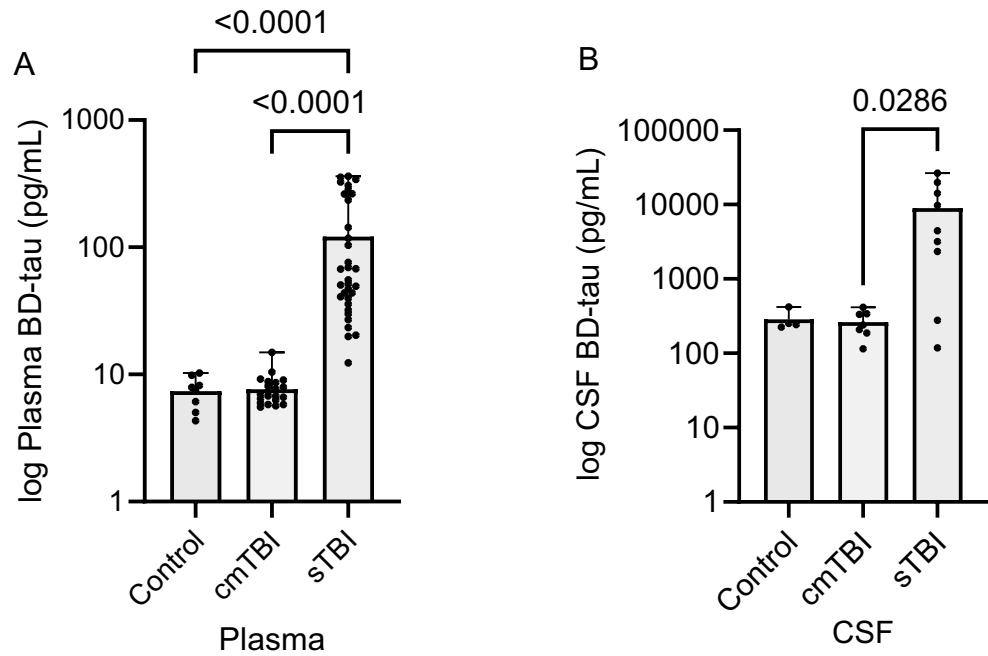 A
<0.0001
<0.0001
log Plasma BD-tau (pg/mL)
1000
100
10
1
Control
cmTBI
sTBI
Plasma
B
0.0286
log CSF BD-tau (pg/mL)
100000
10000
1000
100
10
1
Control
cmTBI
sTBI
CSF